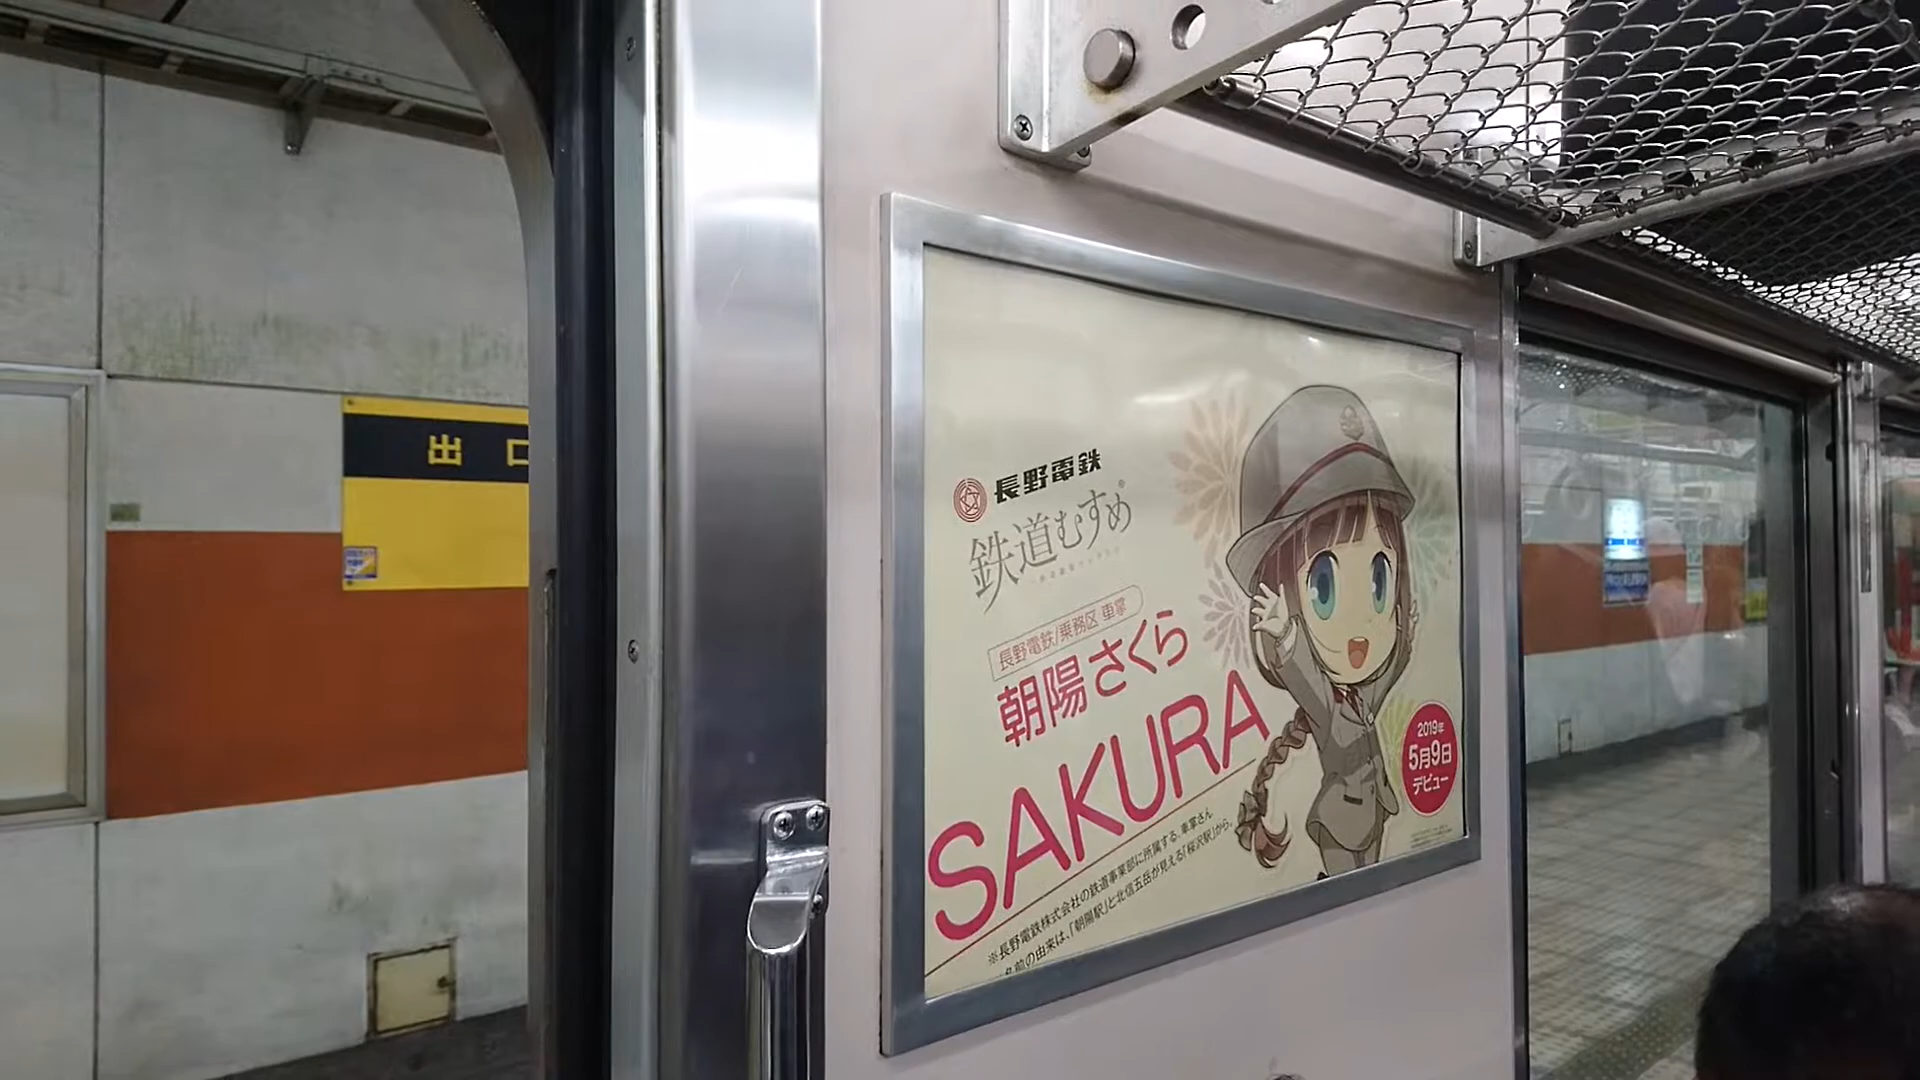 出口
長野電鉄
鉄道むすめ
長野電鉄/乗務区 車掌
朝陽さくら
SAKURA
2019年
5月9日
デビュー
※長野電鉄株式会社の鉄道事業部に所属する、車掌さん
名前の由来は、「朝陽駅」と北信五岳が見える「桜沢駅」から。